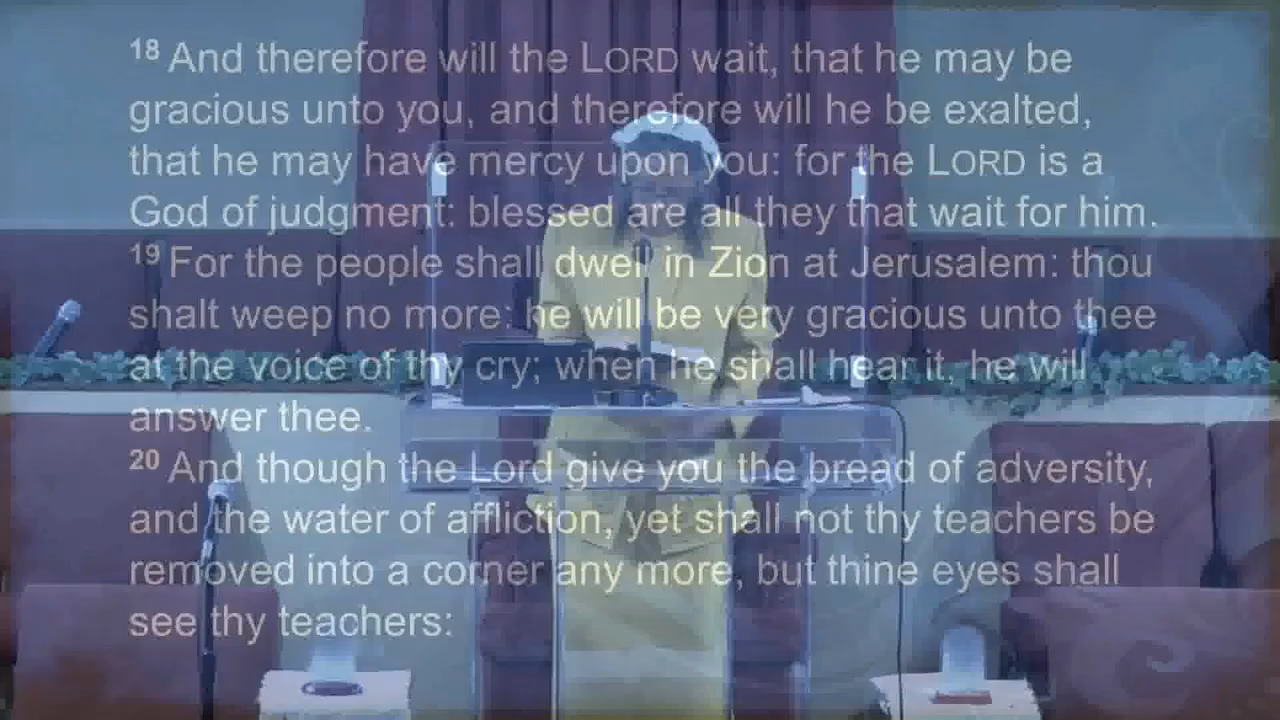 18 And therefore will the LORD wait, that he may be
gracious unto you, and therefore will he be exalted,
that he may have mercy upon you: for the LORD is a
God of judgment: blessed are all they that wait for him.
19 For the people shall dwell in Zion at Jerusalem: thou
shalt weep no more: he will be very gracious unto thee
at the voice of thy cry; when he shall hear it, he will
answer thee.
20 And though the Lord give you the bread of adversity,
and the water of affliction, yet shall not thy teachers be
removed into a corner any more, but thine eyes shall
see thy teachers: